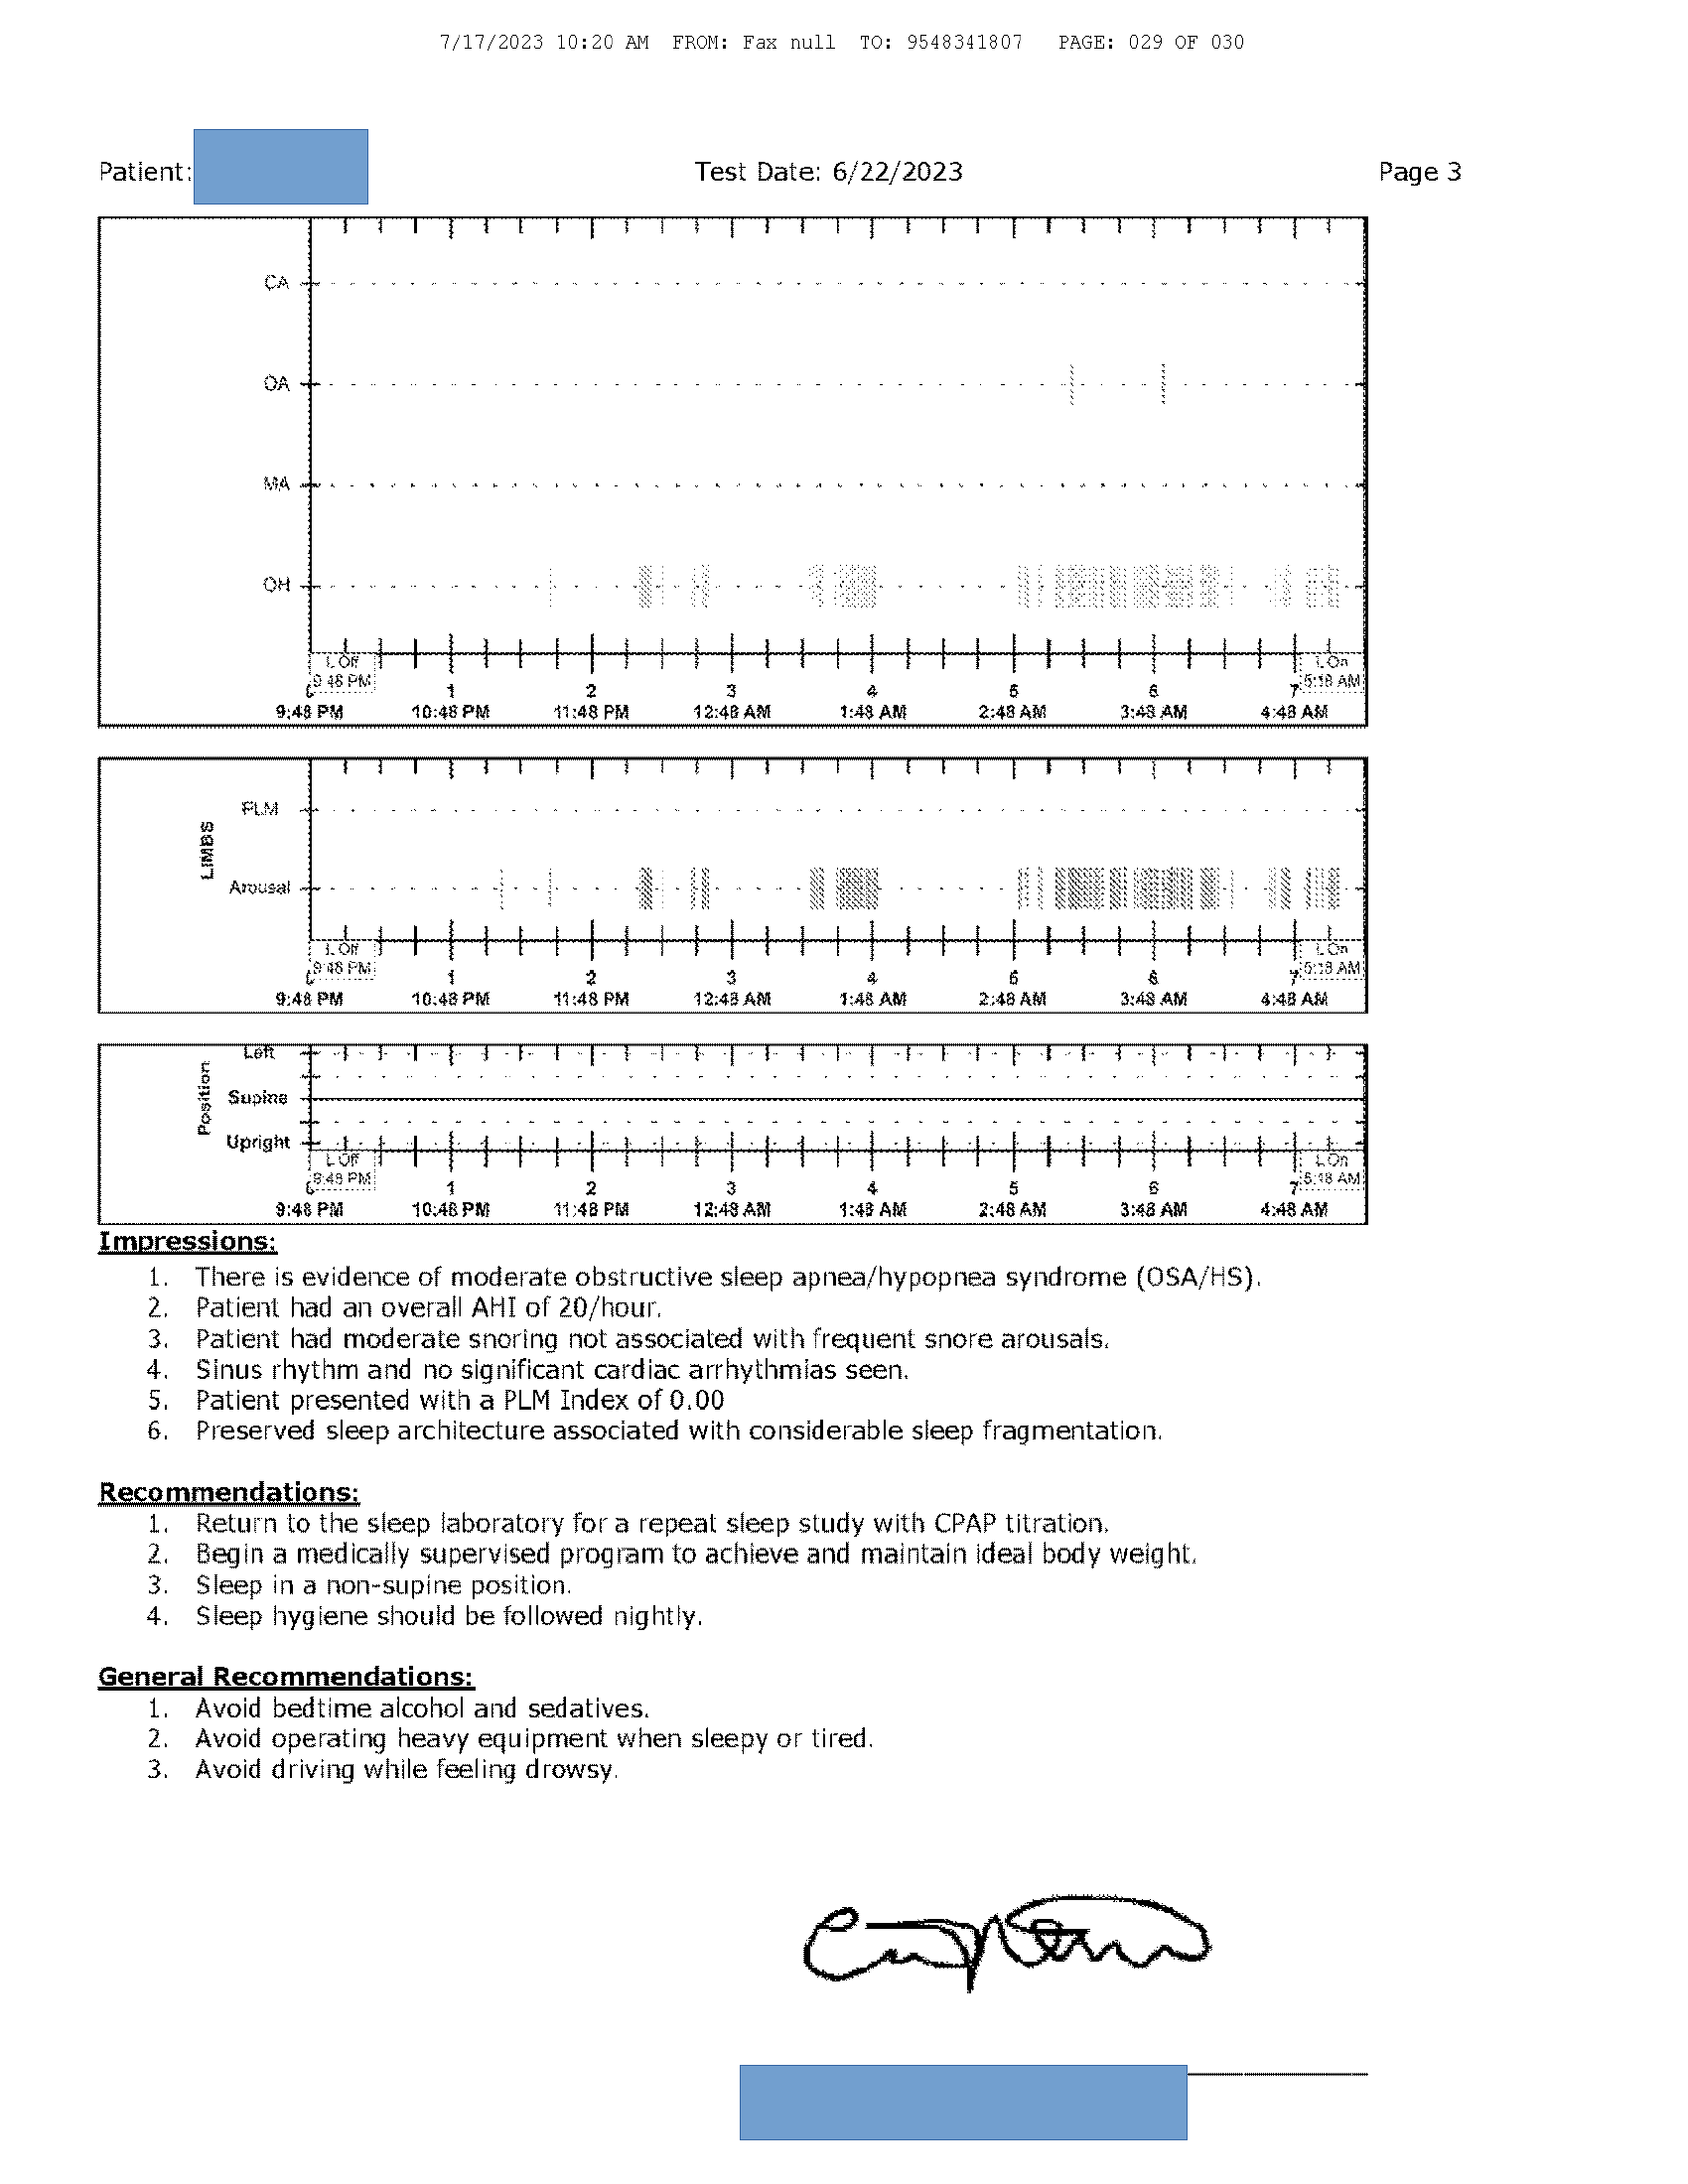 7/17/2023 10:20 AM FROM: Fax null TO: 9548341807 PAGE: 029 OF 030
Patient: Test Date: 6/22/2023 Page 3
CA
OA
MA
OH
L Off L On
9:48 PM 5:18 AM
0 1 2 3 4 5 6 7
9:48 PM 10:48 PM 11:48 PM 12:48 AM 1:48 AM 2:48 AM 3:48 AM 4:48 AM
LIMBS
PLM
Arousal
L Off L On
9:48 PM 5:18 AM
0 1 2 3 4 5 6 7
9:48 PM 10:48 PM 11:48 PM 12:48 AM 1:48 AM 2:48 AM 3:48 AM 4:48 AM
Position
Left
Supine
Upright
L Off L On
9:48 PM 5:18 AM
0 1 2 3 4 5 6 7
9:48 PM 10:48 PM 11:48 PM 12:48 AM 1:48 AM 2:48 AM 3:48 AM 4:48 AM
Impressions:
1. There is evidence of moderate obstructive sleep apnea/hypopnea syndrome (OSA/HS).
2. Patient had an overall AHI of 20/hour.
3. Patient had moderate snoring not associated with frequent snore arousals.
4. Sinus rhythm and no significant cardiac arrhythmias seen.
5. Patient presented with a PLM Index of 0.00
6. Preserved sleep architecture associated with considerable sleep fragmentation.
Recommendations:
1. Return to the sleep laboratory for a repeat sleep study with CPAP titration.
2. Begin a medically supervised program to achieve and maintain ideal body weight.
3. Sleep in a non-supine position.
4. Sleep hygiene should be followed nightly.
General Recommendations:
1. Avoid bedtime alcohol and sedatives.
2. Avoid operating heavy equipment when sleepy or tired.
3. Avoid driving while feeling drowsy.